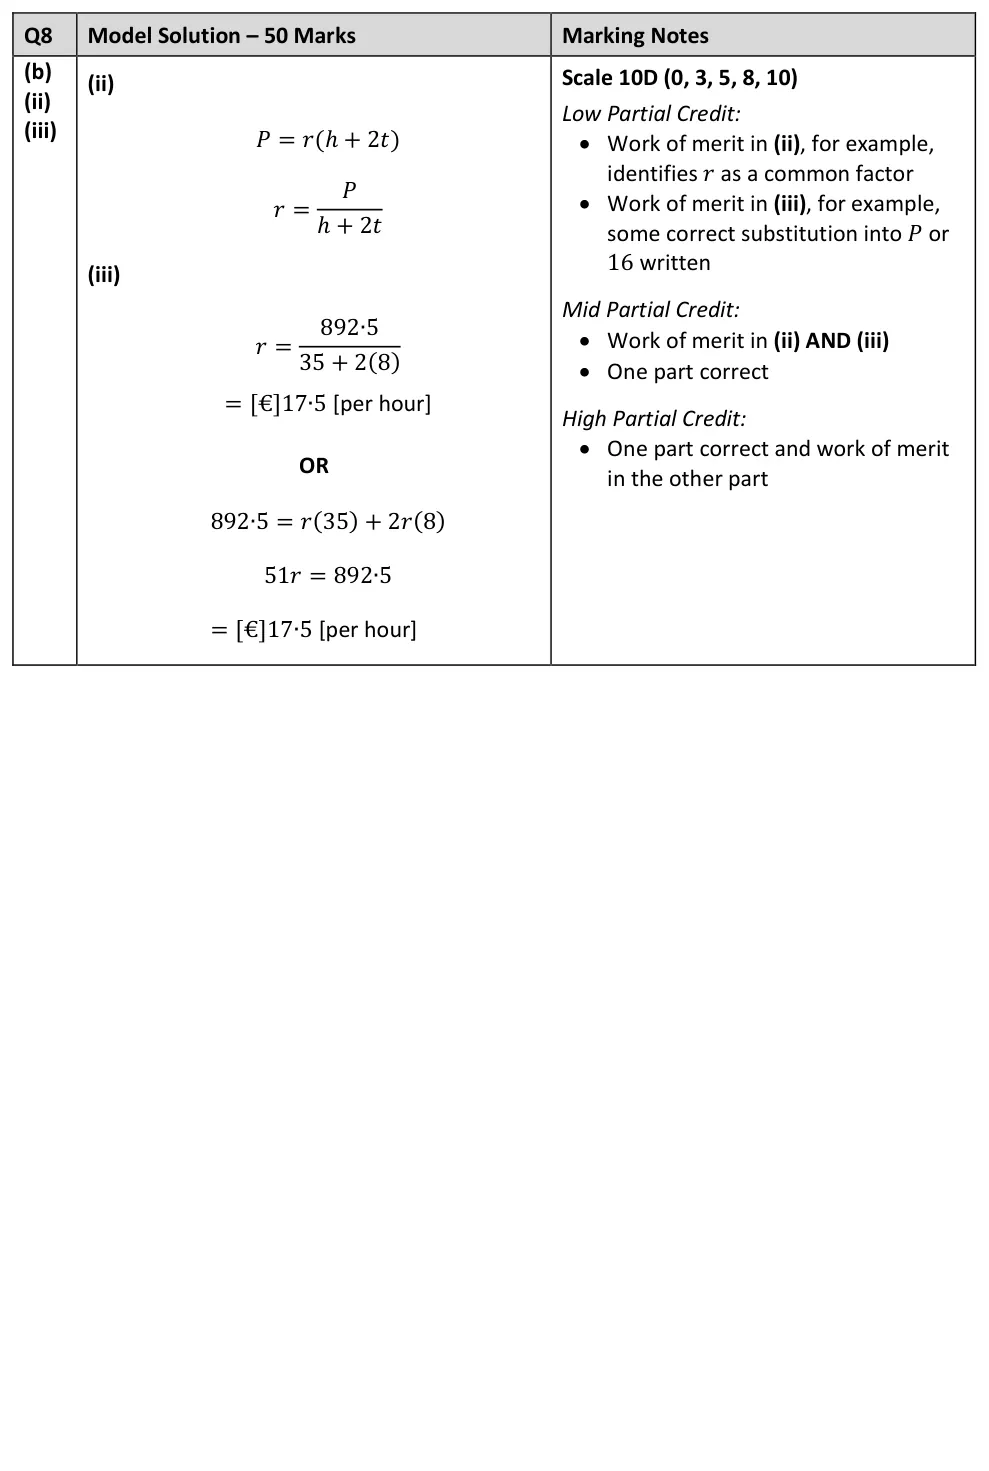 Q8 Model Solution – 50 Marks Marking Notes
(b)
(ii)
(iii)
(ii)
P = r(h + 2t)
r = P / (h + 2t)
(iii)
r = 892·5 / (35 + 2(8))
= [€]17·5 [per hour]
OR
892·5 = r(35) + 2r(8)
51r = 892·5
= [€]17·5 [per hour]
Scale 10D (0, 3, 5, 8, 10)
Low Partial Credit:
• Work of merit in (ii), for example,
identifies r as a common factor
• Work of merit in (iii), for example,
some correct substitution into P or
16 written
Mid Partial Credit:
• Work of merit in (ii) AND (iii)
• One part correct
High Partial Credit:
• One part correct and work of merit
in the other part